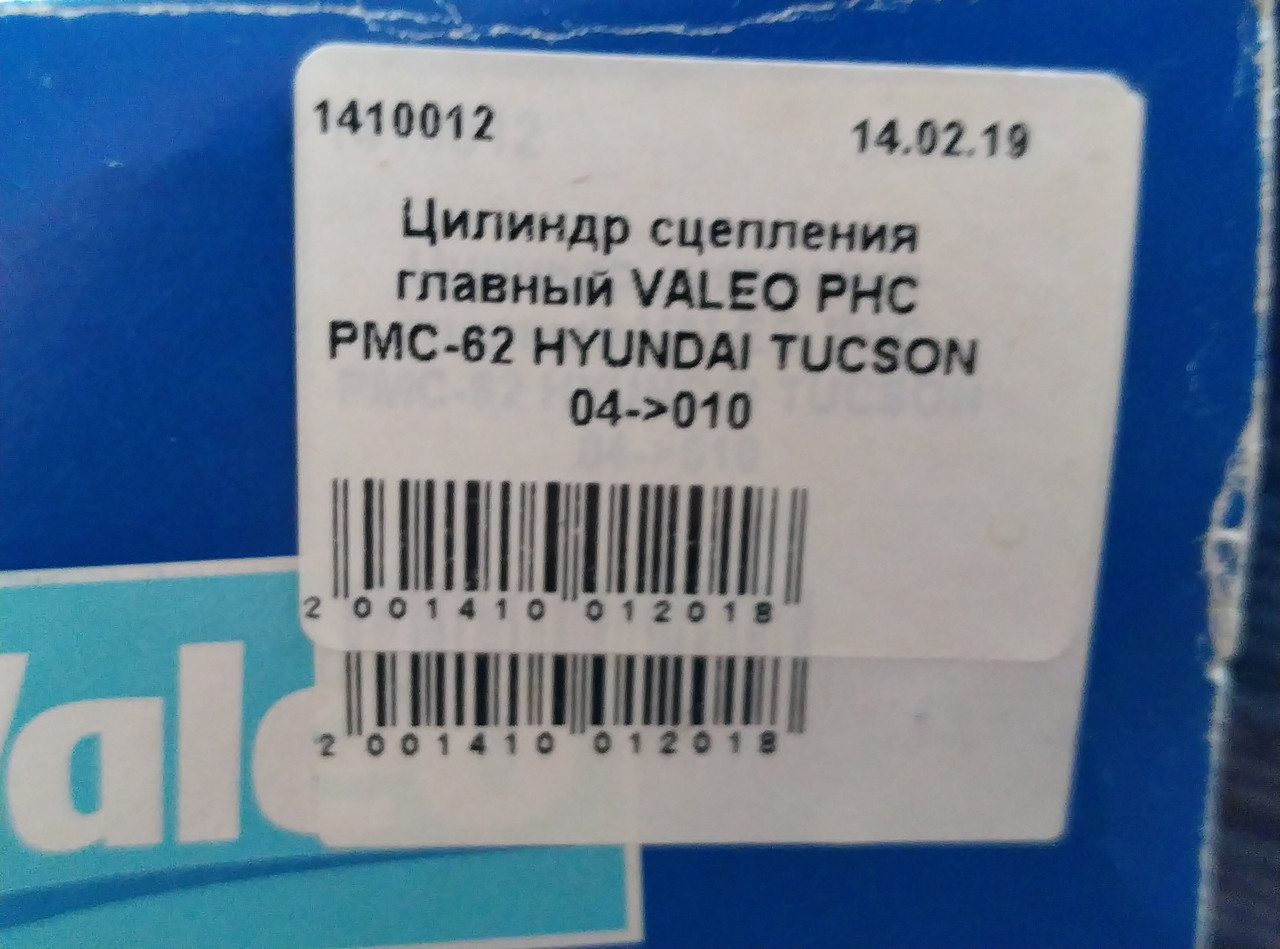 1410012 14.02.19
Цилиндр сцепления
главный VALEO PHC
PMC-62 HYUNDAI TUCSON
04->010
2 001410 012018
2 001410 012018
Valeo